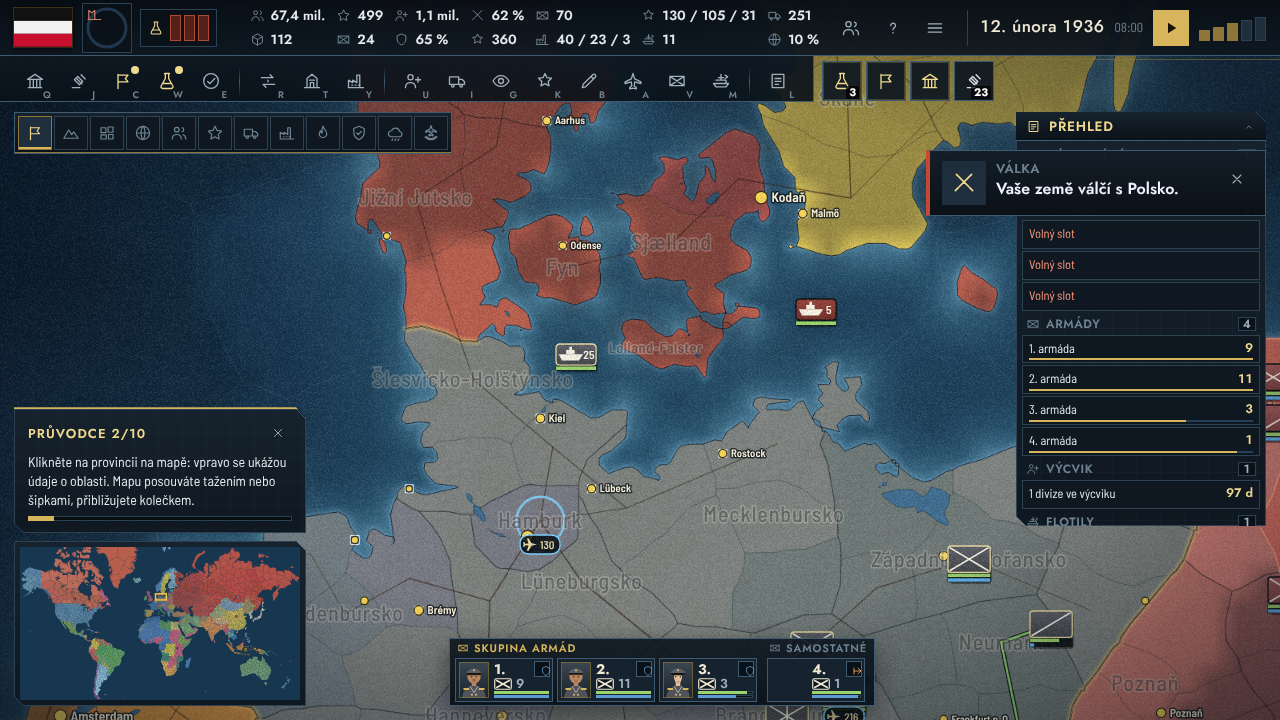 67,4 mil. 499 1,1 mil. 62 % 70 130 / 105 / 31 251
112 24 65 % 360 40 / 23 / 3 11 10 %
?
12. února 1936 08:00
Q J C W E R T Y U I G K B A V M L
3 23
PŘEHLED
VÁLKA
Vaše země válčí s Polsko.
Volný slot
Volný slot
Volný slot
ARMÁDY 4
1. armáda 9
2. armáda 11
3. armáda 3
4. armáda 1
VÝCVIK 1
1 divize ve výcviku 97 d
FLOTILY 1
Aarhus
Jižní Jutsko
Kodaň
Malmö
Odense
Fyn
Sjælland
5
25
Lolland-Falster
Šlesvicko-Holštýnsko
Kiel
Rostock
Lübeck
Hamburk
130
Mecklenbursko
Lüneburgsko
Brémy
Neumark
Poznaň
Poznaň
Amsterdam
Hannoversko
Frankfurt n. O.
216
PRŮVODCE 2/10
Klikněte na provincii na mapě: vpravo se ukážou
údaje o oblasti. Mapu posouváte tažením nebo
šipkami, přibližujete kolečkem.
SKUPINA ARMÁD
SAMOSTATNÉ
1. 9
2. 11
3. 3
4. 1